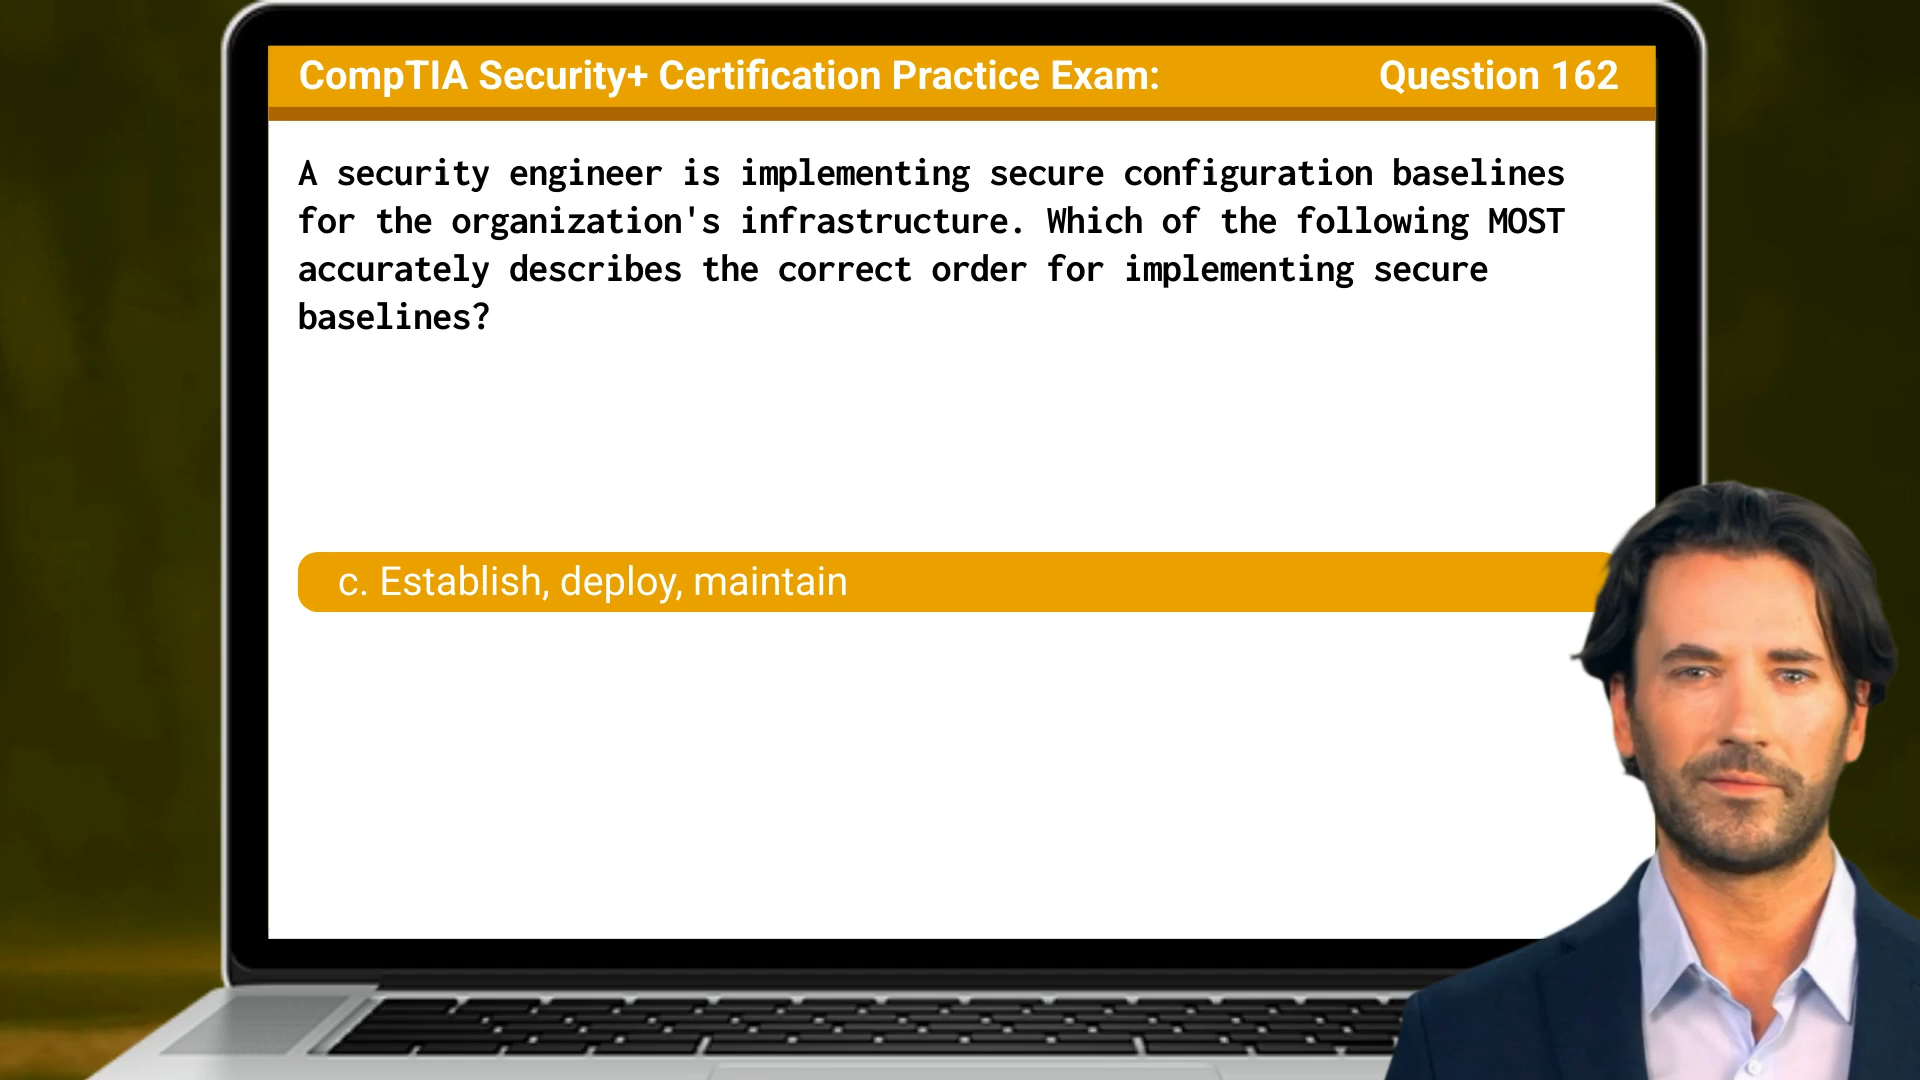 CompTIA Security+ Certification Practice Exam: Question 162
A security engineer is implementing secure configuration baselines
for the organization's infrastructure. Which of the following MOST
accurately describes the correct order for implementing secure
baselines?
c. Establish, deploy, maintain